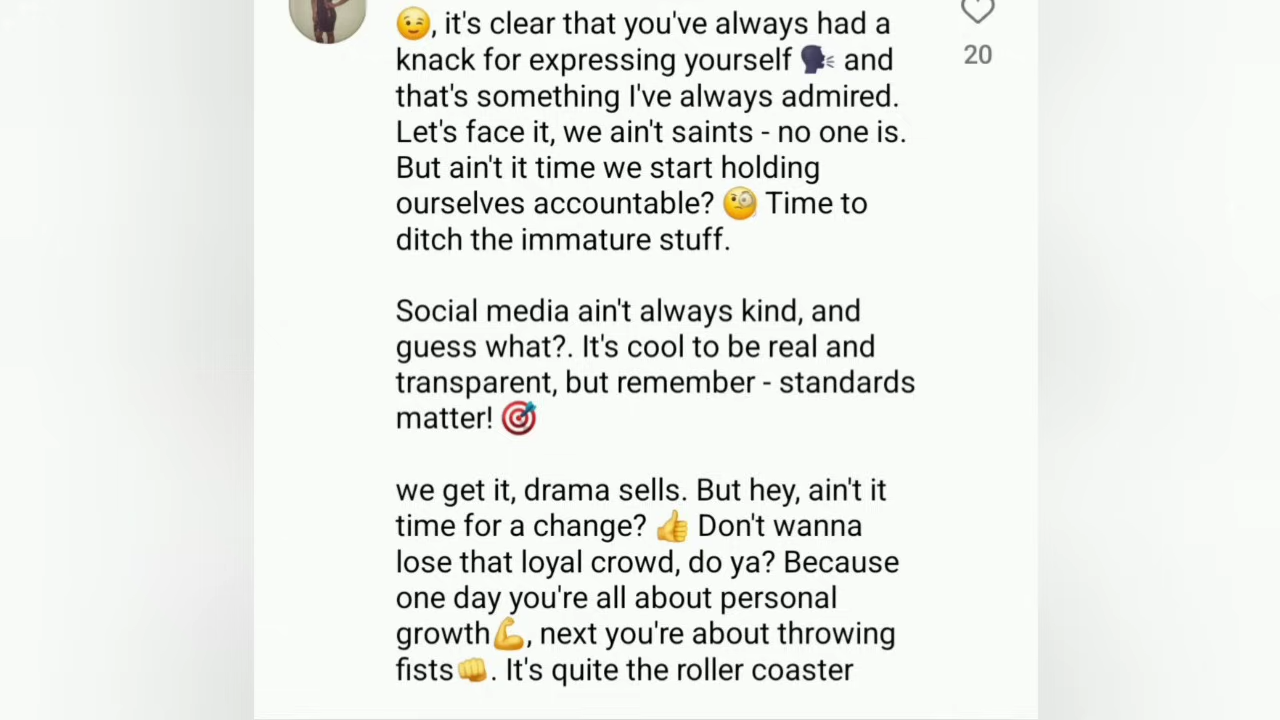 😉, it's clear that you've always had a
knack for expressing yourself 🗣️ and
that's something I've always admired.
Let's face it, we ain't saints - no one is.
But ain't it time we start holding
ourselves accountable? 🧐 Time to
ditch the immature stuff.
Social media ain't always kind, and
guess what?. It's cool to be real and
transparent, but remember - standards
matter! 🎯
we get it, drama sells. But hey, ain't it
time for a change? 👍 Don't wanna
lose that loyal crowd, do ya? Because
one day you're all about personal
growth💪, next you're about throwing
fists👊. It's quite the roller coaster
20